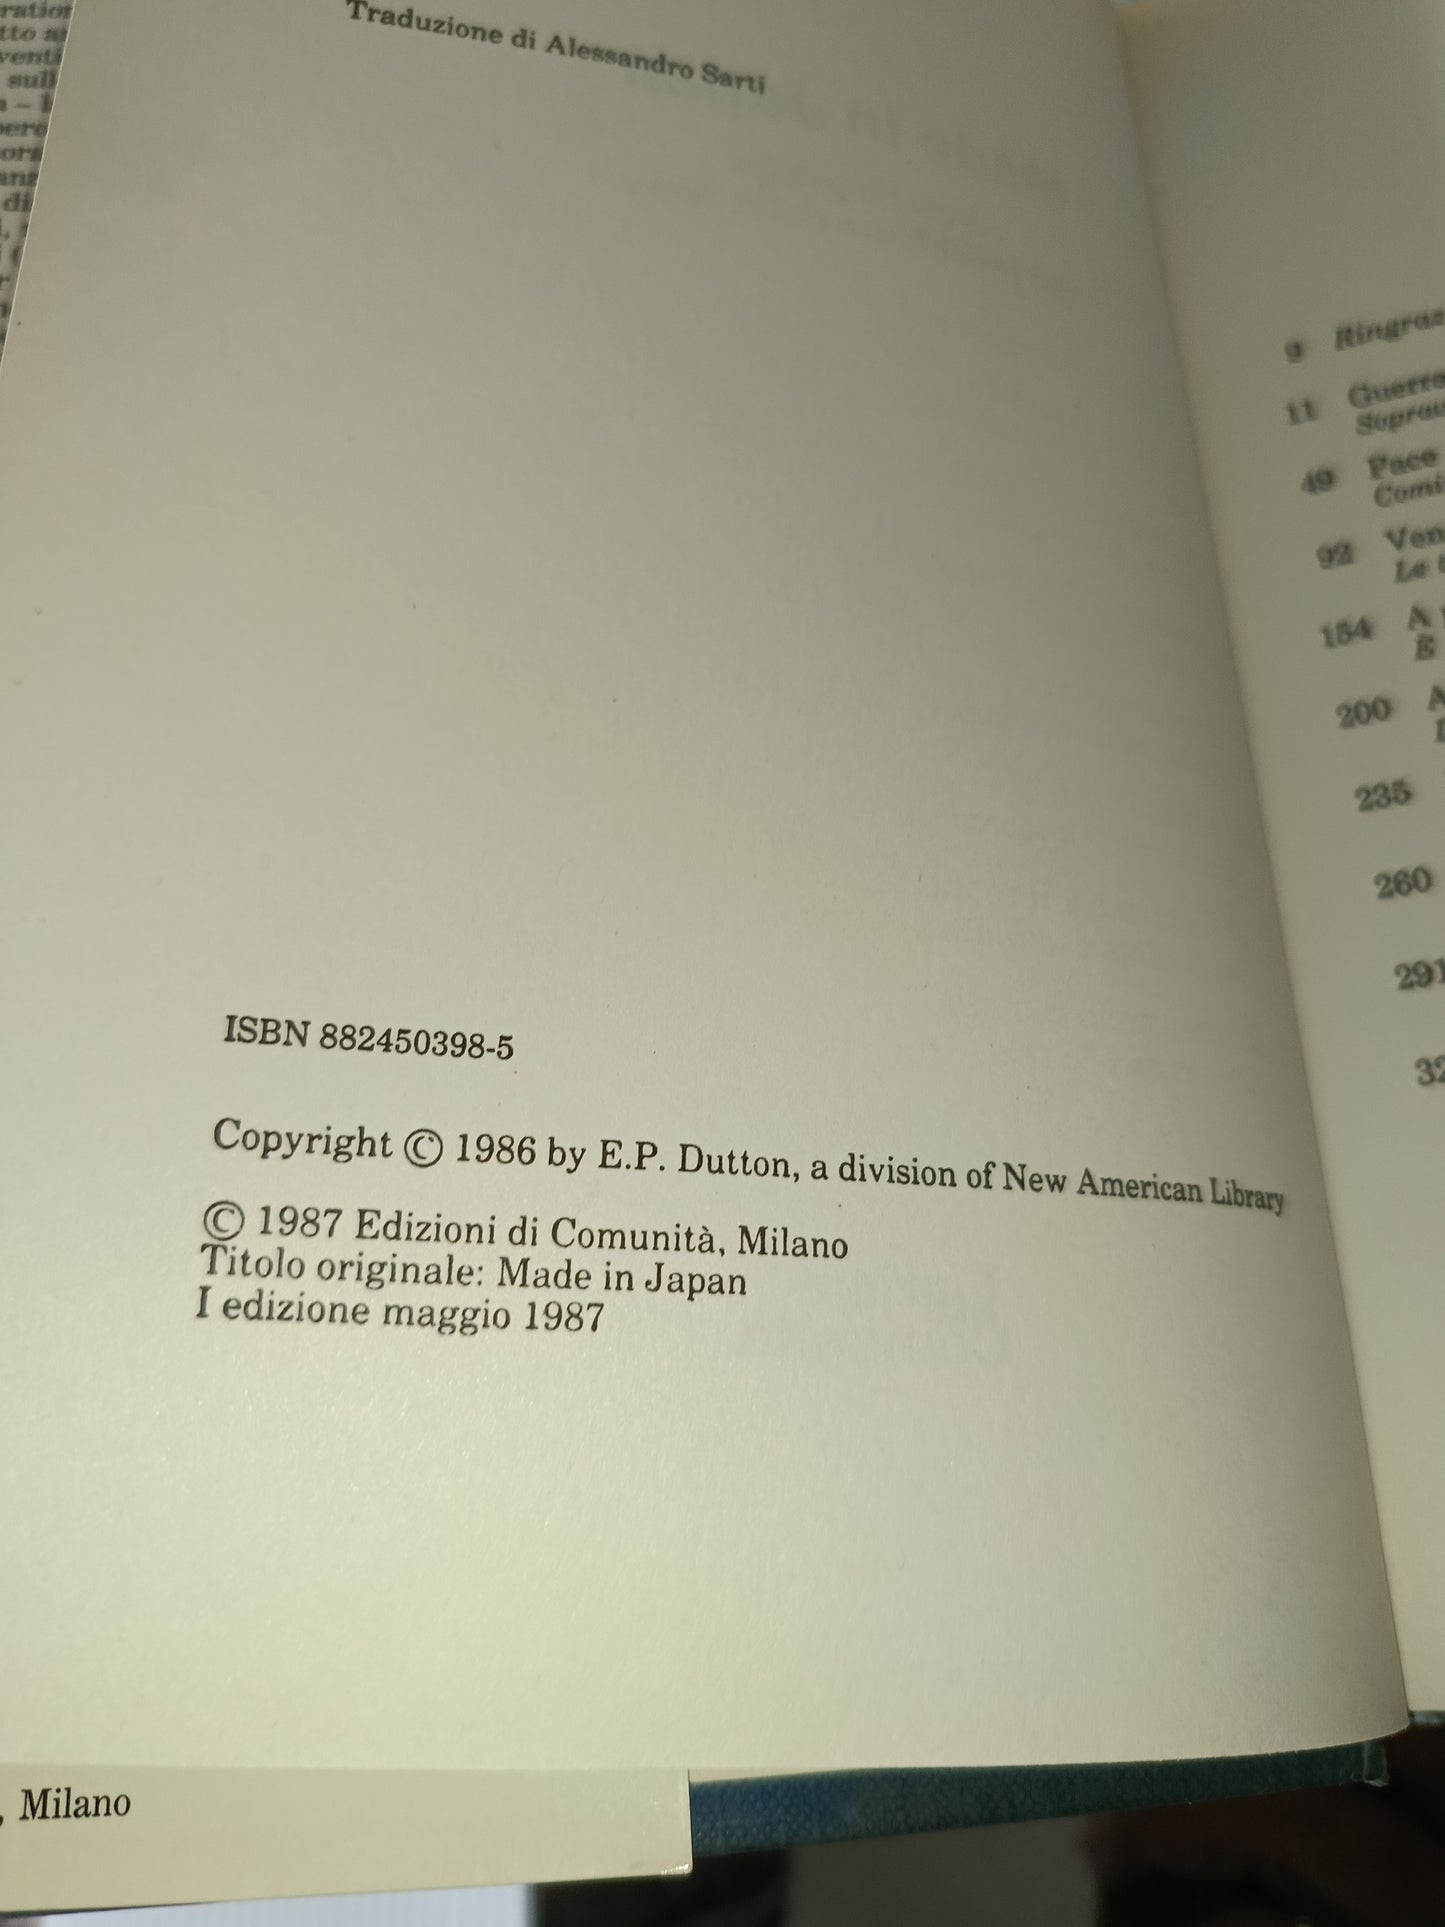 Traduzione di Alessandro Sarti
ISBN 882450398-5
Copyright © 1986 by E.P. Dutton, a division of New American Library
© 1987 Edizioni di Comunità, Milano
Titolo originale: Made in Japan
I edizione maggio 1987
, Milano
9
11
49 Pace
92
154 A
200
235
260
291